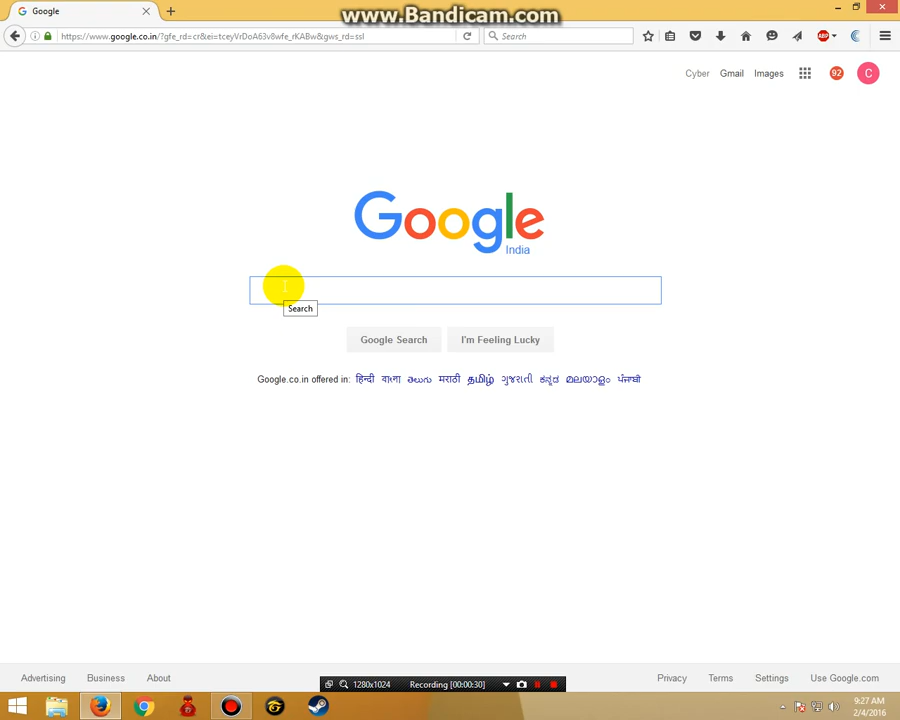 www.Bandicam.com
Google
https://www.google.co.in/?gfe_rd=cr&ei=tceyVrDoA63v8wfe_rKABw&gws_rd=ssl
Search
ABP
Cyber Gmail Images 92 C
Google
India
Search
Google Search I'm Feeling Lucky
Google.co.in offered in: हिन्दी বাংলা తెలుగు मराठी தமிழ் ગુજરાતી ಕನ್ನಡ മലയാളം ਪੰਜਾਬੀ
Advertising Business About Privacy Terms Settings Use Google.com
1280x1024 Recording [00:00:30]
9:27 AM
2/4/2016